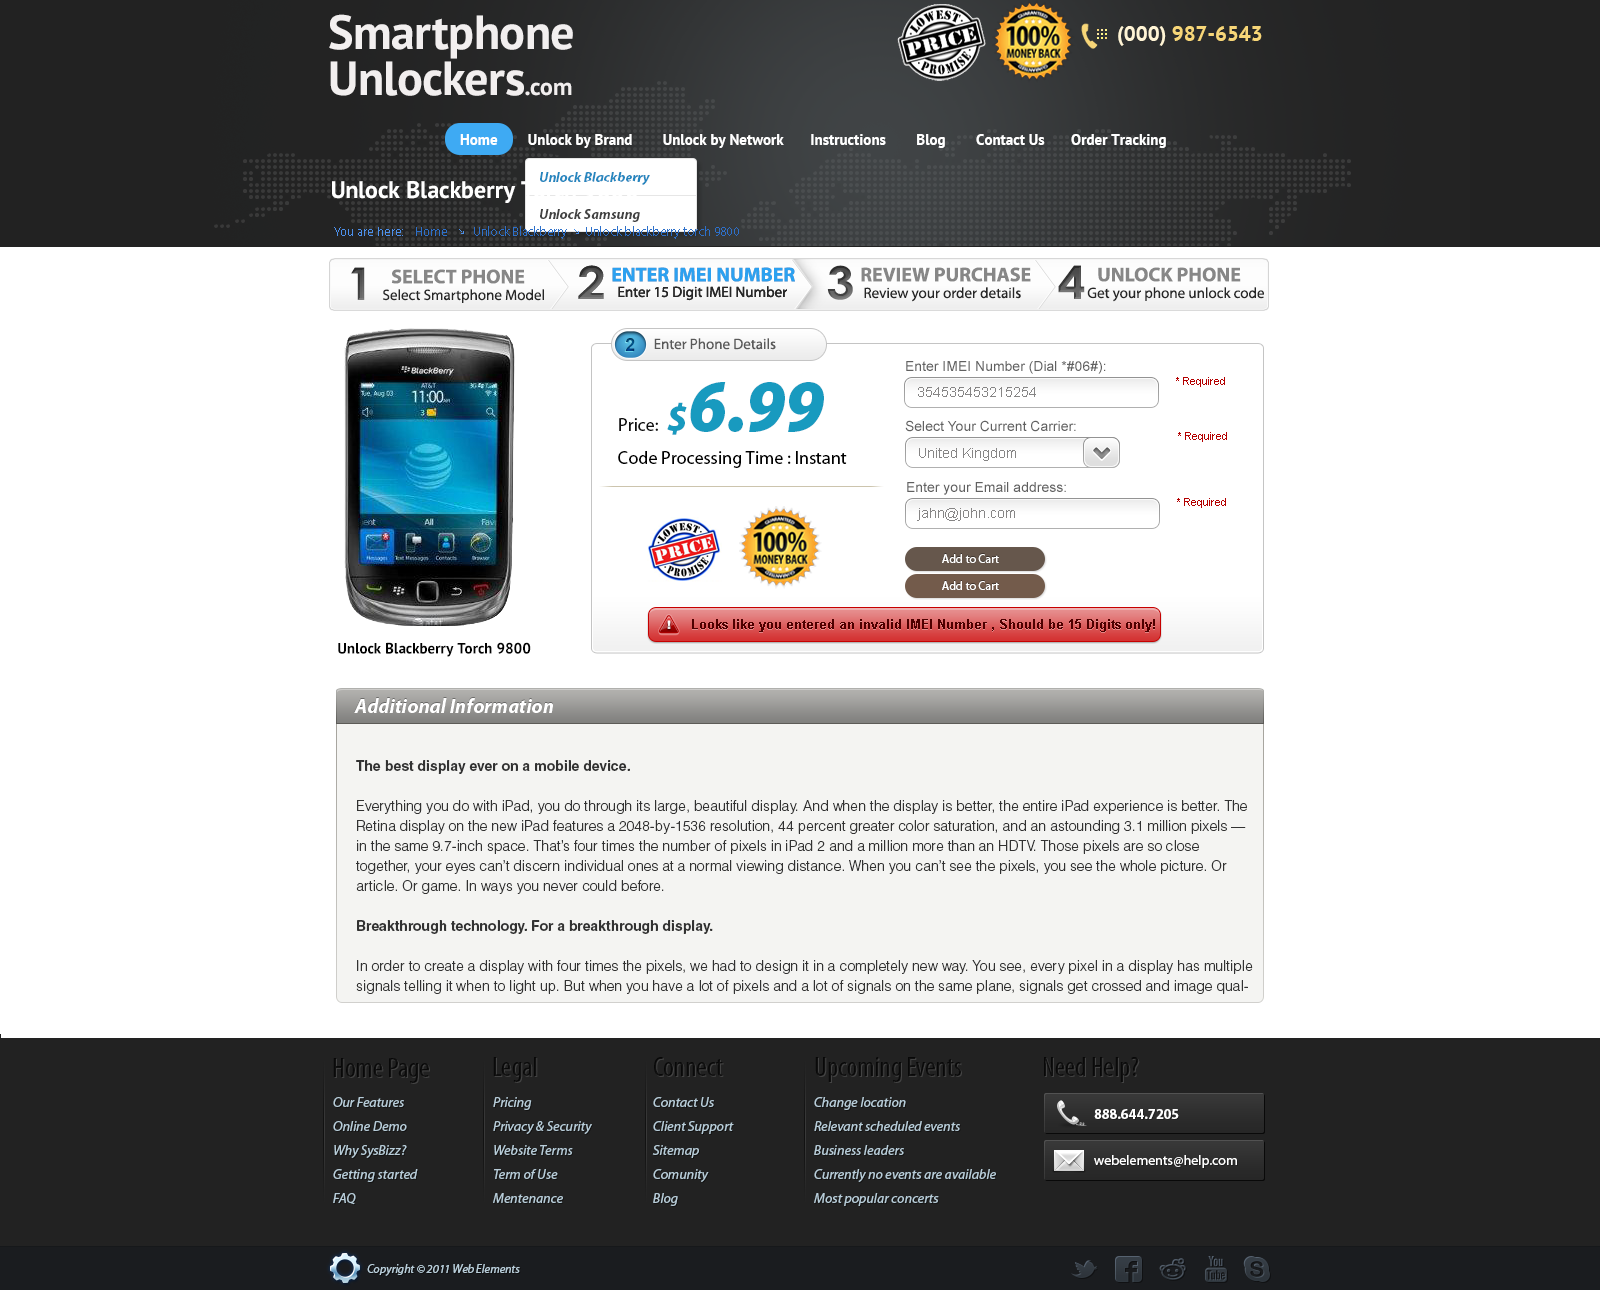 Smartphone
Unlockers.com
LOWEST PRICE PROMISE
GUARANTEED 100% MONEY BACK
(000) 987-6543
Home Unlock by Brand Unlock by Network Instructions Blog Contact Us Order Tracking
Unlock Blackberry
Unlock Samsung
Unlock Blackberry T
You are here: Home Unlock Blackberry Unlock blackberry torch 9800
1 SELECT PHONE
Select Smartphone Model
2 ENTER IMEI NUMBER
Enter 15 Digit IMEI Number
3 REVIEW PURCHASE
Review your order details
4 UNLOCK PHONE
Get your phone unlock code
BlackBerry
AT&T
3G
Tue, Aug 03
11:00 AM
3
All
Fav
Messages Text Messages Contacts Browser
at&t
Unlock Blackberry Torch 9800
2 Enter Phone Details
Price: $6.99
Code Processing Time : Instant
LOWEST PRICE PROMISE
GUARANTEED 100% MONEY BACK
Enter IMEI Number (Dial *#06#):
354535453215254
* Required
Select Your Current Carrier:
United Kingdom
* Required
Enter your Email address:
jahn@john.com
* Required
Add to Cart
Add to Cart
Looks like you entered an invalid IMEI Number , Should be 15 Digits only!
Additional Information
The best display ever on a mobile device.
Everything you do with iPad, you do through its large, beautiful display. And when the display is better, the entire iPad experience is better. The
Retina display on the new iPad features a 2048-by-1536 resolution, 44 percent greater color saturation, and an astounding 3.1 million pixels —
in the same 9.7-inch space. That's four times the number of pixels in iPad 2 and a million more than an HDTV. Those pixels are so close
together, your eyes can't discern individual ones at a normal viewing distance. When you can't see the pixels, you see the whole picture. Or
article. Or game. In ways you never could before.
Breakthrough technology. For a breakthrough display.
In order to create a display with four times the pixels, we had to design it in a completely new way. You see, every pixel in a display has multiple
signals telling it when to light up. But when you have a lot of pixels and a lot of signals on the same plane, signals get crossed and image qual-
Home Page
Our Features
Online Demo
Why SysBizz?
Getting started
FAQ
Legal
Pricing
Privacy & Security
Website Terms
Term of Use
Mentenance
Connect
Contact Us
Client Support
Sitemap
Comunity
Blog
Upcoming Events
Change location
Relevant scheduled events
Business leaders
Currently no events are available
Most popular concerts
Need Help?
888.644.7205
webelements@help.com
Copyright © 2011 Web Elements
You Tube